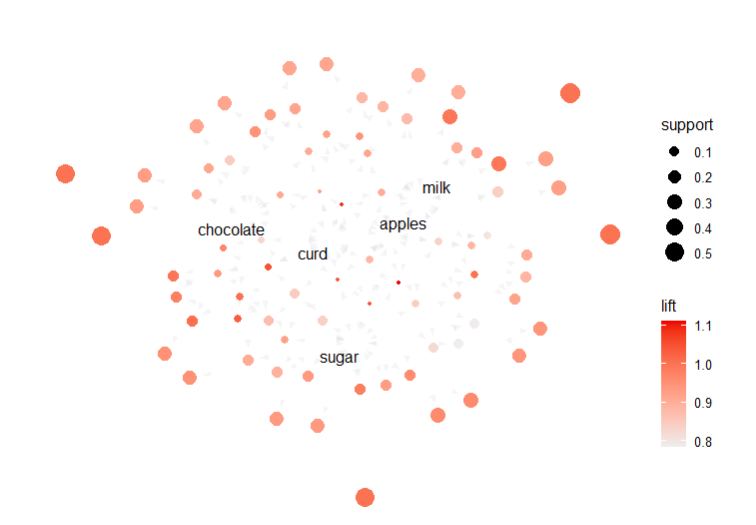 support
0.1
0.2
0.3
0.4
0.5
lift
1.1
1.0
0.9
0.8
milk
apples
chocolate
curd
sugar